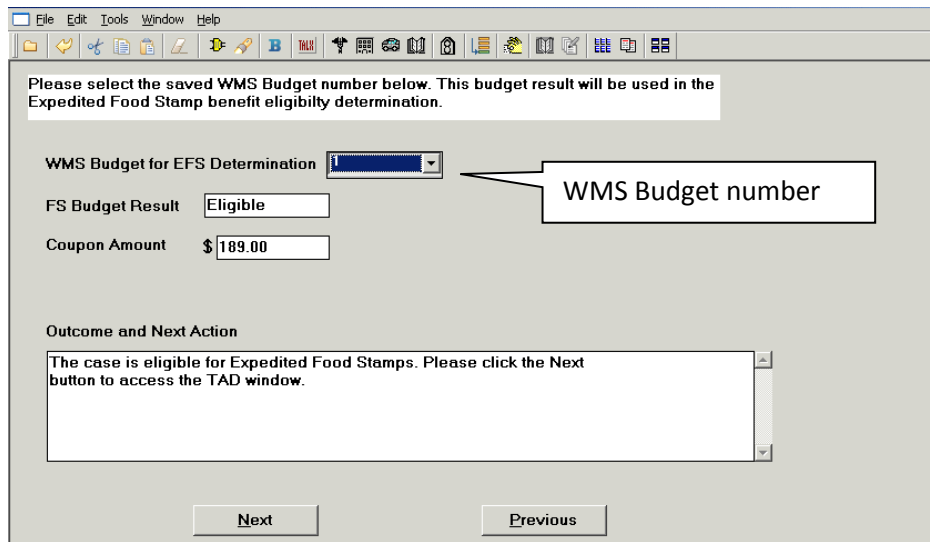 File Edit Tools Window Help
B TALX
Please select the saved WMS Budget number below. This budget result will be used in the
Expedited Food Stamp benefit eligibilty determination.
WMS Budget for EFS Determination 1
WMS Budget number
FS Budget Result Eligible
Coupon Amount $ 189.00
Outcome and Next Action
The case is eligible for Expedited Food Stamps. Please click the Next
button to access the TAD window.
Next Previous